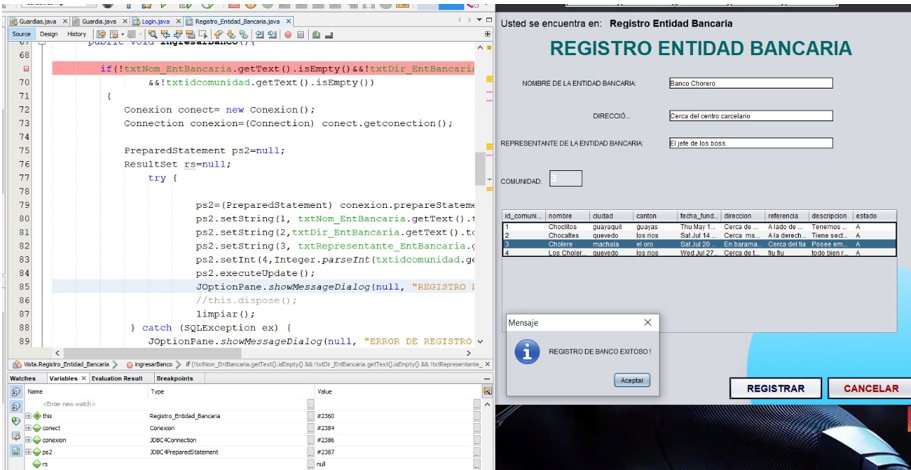 Guardias.java
Guardia.java
Login.java
Registro_Entidad_Bancaria.java
Source
Design
History
public void ingresarBanco(){
68
if(!txtNom_EntBancaria.getText().isEmpty()&&!txtDir_EntBancaria
70 &&!txtidcomunidad.getText().isEmpty())
71 {
72 Conexion conect= new Conexion();
73 Connection conexion=(Connection) conect.getconection();
74
75 PreparedStatement ps2=null;
76 ResultSet rs=null;
77 try {
78
79 ps2=(PreparedStatement) conexion.prepareStateme
80 ps2.setString(1, txtNom_EntBancaria.getText().t
81 ps2.setString(2,txtDir_EntBancaria.getText().to
82 ps2.setString(3, txtRepresentante_EntBancaria.g
83 ps2.setInt(4,Integer.parseInt(txtidcomunidad.ge
84 ps2.executeUpdate();
85 JOptionPane.showMessageDialog(null, "REGISTRO D
86 //this.dispose();
87 limpiar();
88 } catch (SQLException ex) {
89 JOptionPane.showMessageDialog(null, "ERROR DE REGISTRO
Vista.Registro_Entidad_Bancaria
ingresarBanco
if (!txtNom_EntBancaria.getText().isEmpty() && !txtDir_EntBancaria.getText().isEmpty() && !txtRepresentante_
Watches
Variables
Evaluation Result
Breakpoints
Name Type Value
<Enter new watch>
this Registro_Entidad_Bancaria #2360
conect Conexion #2384
conexion JDBC4Connection #2386
ps2 JDBC4PreparedStatement #2387
rs null
Usted se encuentra en: Registro Entidad Bancaria
REGISTRO ENTIDAD BANCARIA
NOMBRE DE LA ENTIDAD BANCARIA: Banco Chorero
DIRECCIÓ... Cerca del centro carcelario
REPRESENTANTE DE LA ENTIDAD BANCARIA: El jefe de los boss
COMUNIDAD: 3
id_comuni... nombre ciudad canton fecha_fund... direccion referencia descripcion estado
1 Choclitos guayaquil guayas Thu May 1... Cerca de ... A lado de ... Tenemos ... A
2 Chocaltes quevedo los rios Sat Jul 14 ... Cerca ms... A la derech... Tiene sect... A
3 Cholere machala el oro Sat Jul 20 ... En barama... Cerca del tia Posee em... A
4 Los Choler... quevedo los rios Wed Jul 27... Cerca de t... fiu fiu todo bien r... A
Mensaje
REGISTRO DE BANCO EXITOSO !
Aceptar
REGISTRAR
CANCELAR